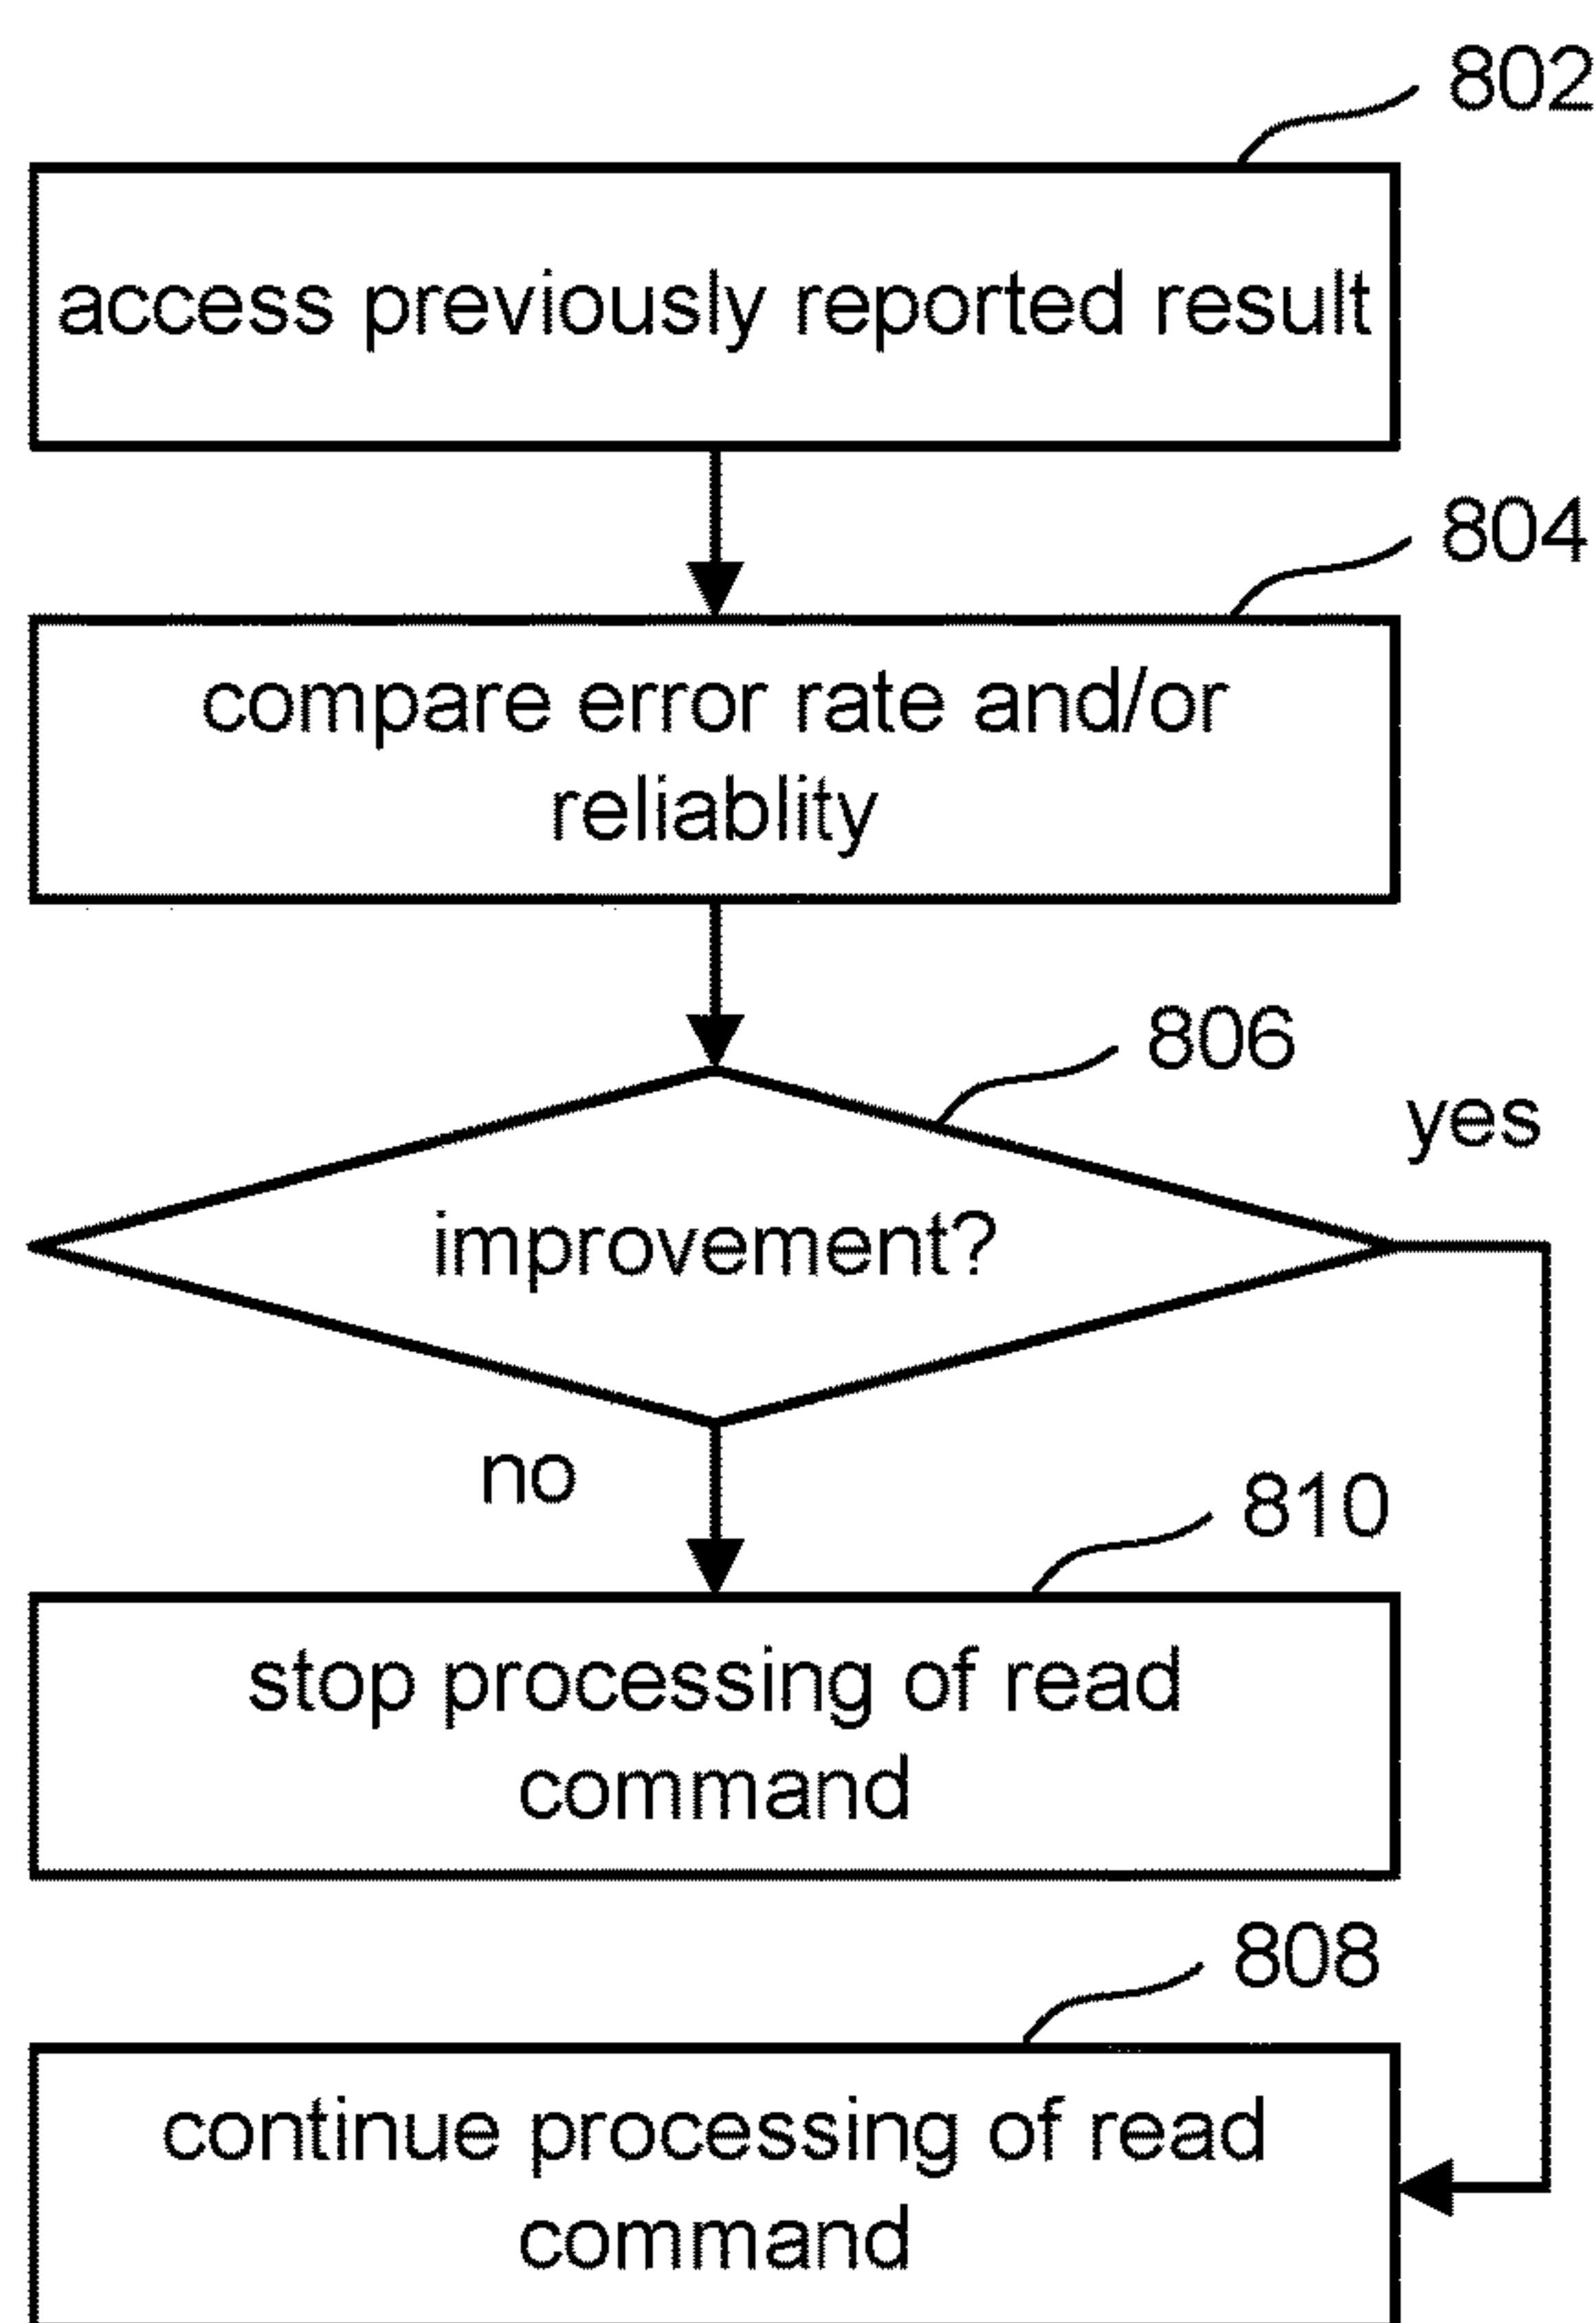 802
access previously reported result
804
compare error rate and/or
reliablity
806
yes
improvement?
no
810
stop processing of read
command
808
continue processing of read
command